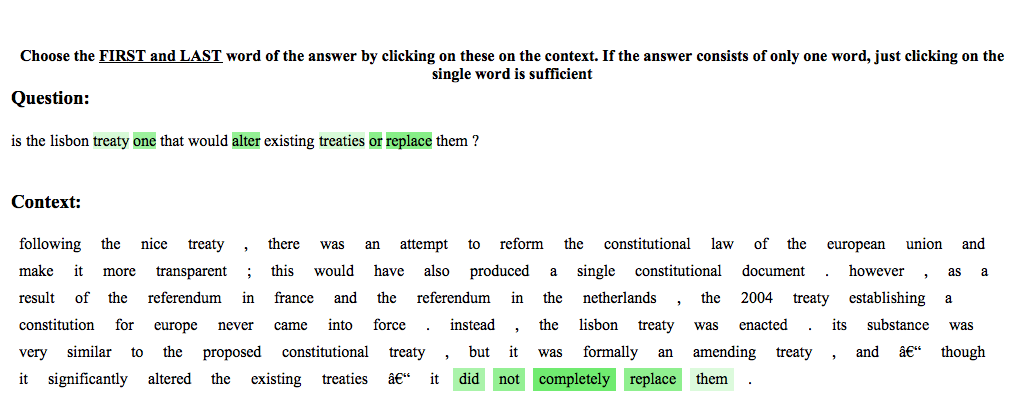 Choose the FIRST and LAST word of the answer by clicking on these on the context. If the answer consists of only one word, just clicking on the
single word is sufficient
Question:
is the lisbon treaty one that would alter existing treaties or replace them ?
Context:
following the nice treaty , there was an attempt to reform the constitutional law of the european union and
make it more transparent ; this would have also produced a single constitutional document . however , as a
result of the referendum in france and the referendum in the netherlands , the 2004 treaty establishing a
constitution for europe never came into force . instead , the lisbon treaty was enacted . its substance was
very similar to the proposed constitutional treaty , but it was formally an amending treaty , and â€“ though
it significantly altered the existing treaties â€“ it did not completely replace them .